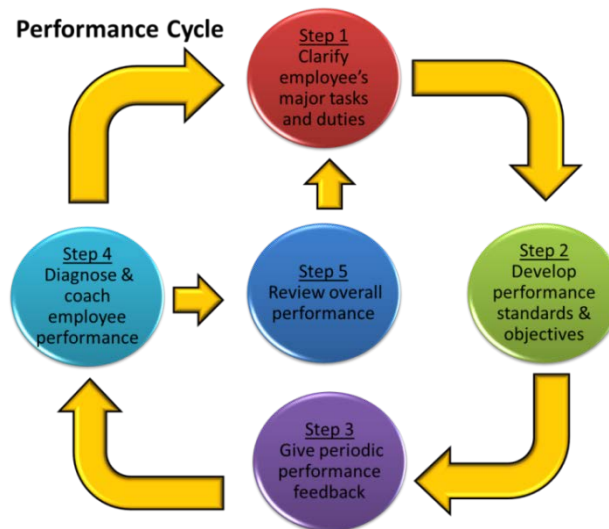 Performance Cycle
Step 1
Clarify
employee's
major tasks
and duties
Step 2
Develop
performance
standards &
objectives
Step 3
Give periodic
performance
feedback
Step 4
Diagnose &
coach
employee
performance
Step 5
Review overall
performance